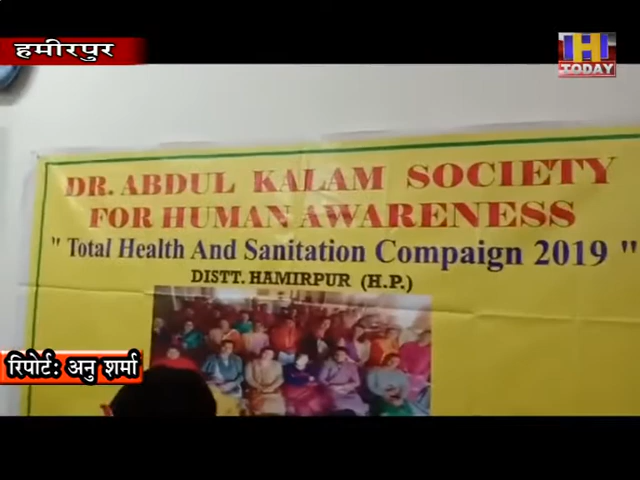 हमीरपुर
IHI
TODAY
DR. ABDUL KALAM SOCIETY
FOR HUMAN AWARENESS
" Total Health And Sanitation Compaign 2019 "
DISTT. HAMIRPUR (H.P.)
रिपोर्ट: अनु शर्मा